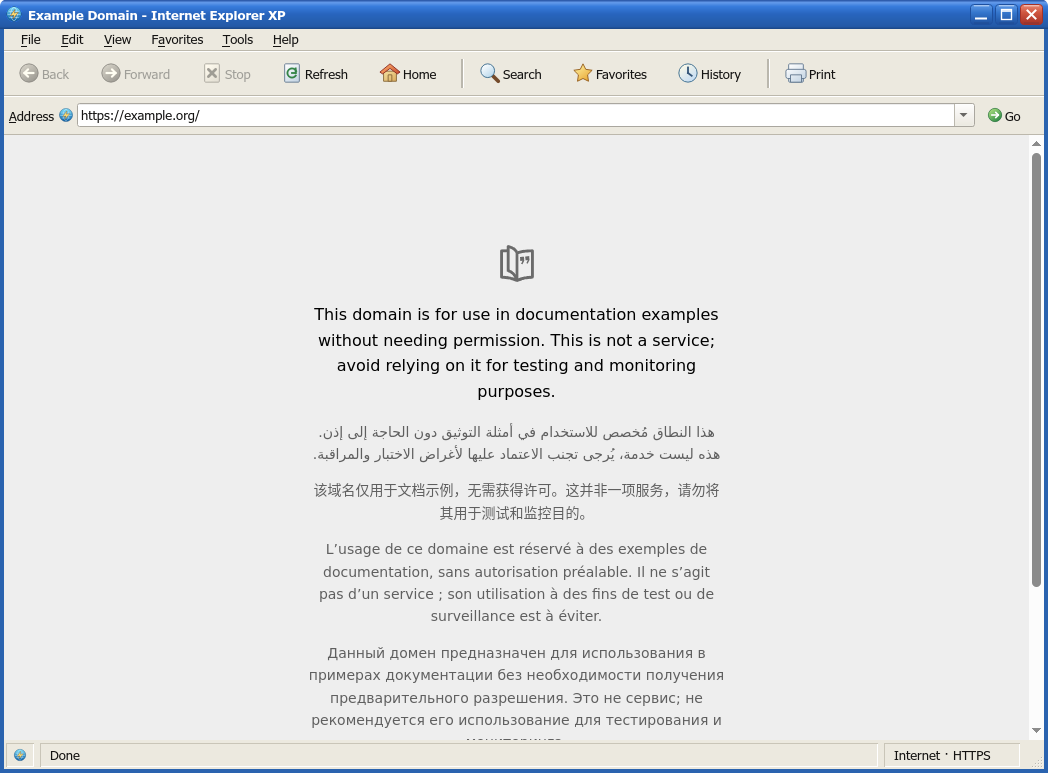 Example Domain - Internet Explorer XP
File Edit View Favorites Tools Help
Back Forward Stop Refresh Home Search Favorites History Print
Address https://example.org/ Go
This domain is for use in documentation examples
without needing permission. This is not a service;
avoid relying on it for testing and monitoring
purposes.
هذا النطاق مُخصص للاستخدام في أمثلة التوثيق دون الحاجة إلى إذن.
هذه ليست خدمة، يُرجى تجنب الاعتماد عليها لأغراض الاختبار والمراقبة.
该域名仅用于文档示例，无需获得许可。这并非一项服务，请勿将
其用于测试和监控目的。
L’usage de ce domaine est réservé à des exemples de
documentation, sans autorisation préalable. Il ne s’agit
pas d’un service ; son utilisation à des fins de test ou de
surveillance est à éviter.
Данный домен предназначен для использования в
примерах документации без необходимости получения
предварительного разрешения. Это не сервис; не
рекомендуется его использование для тестирования и
Done
Internet · HTTPS